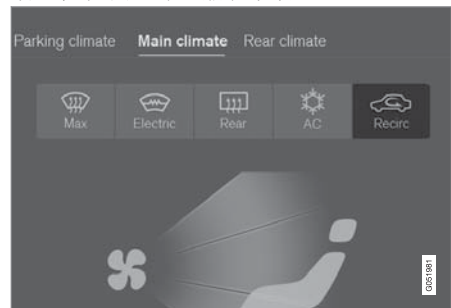 Parking climate Main climate Rear climate
Max Electric Rear AC Recirc
G051981